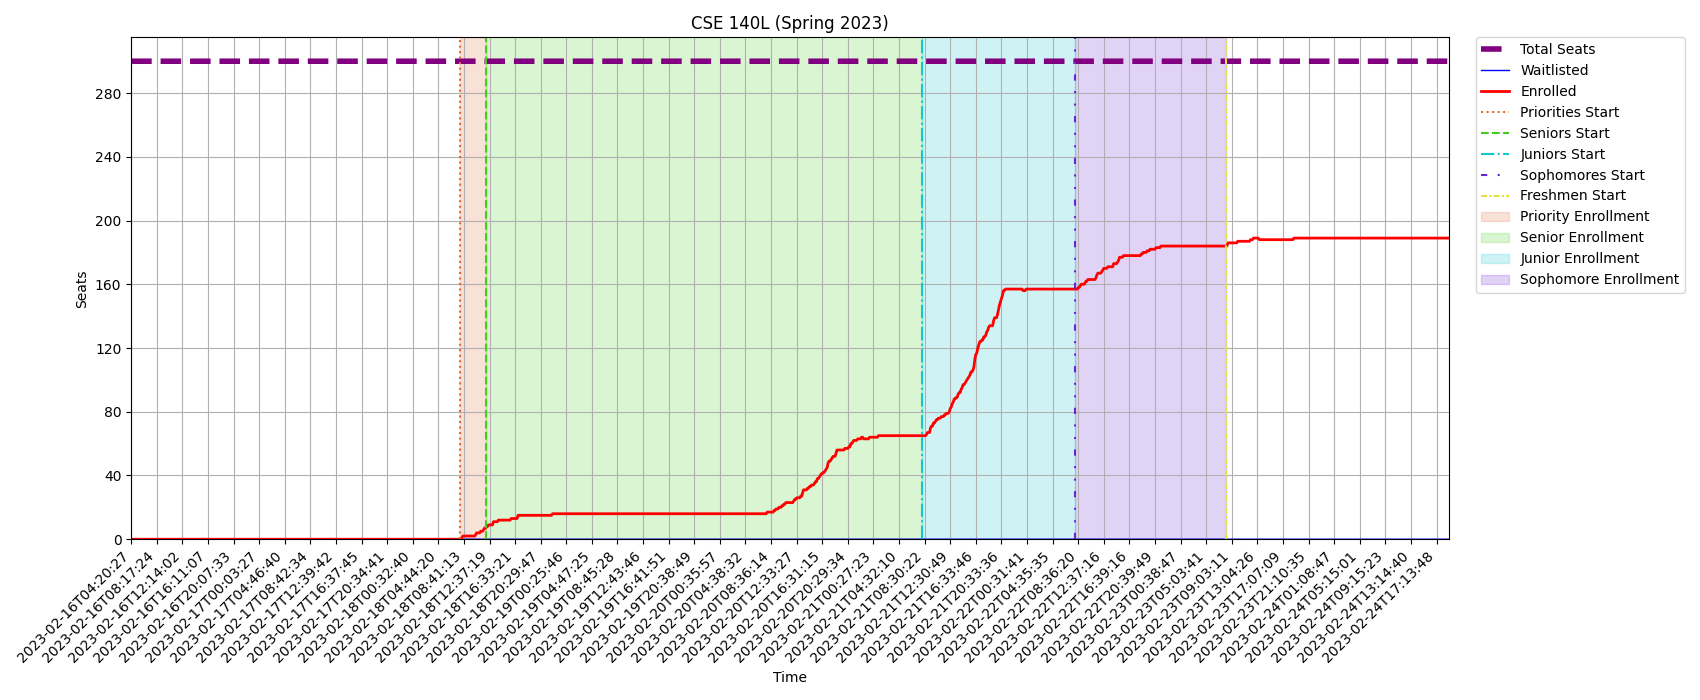 CSE 140L (Spring 2023)
Total Seats
Waitlisted
Enrolled
Priorities Start
Seniors Start
Juniors Start
Sophomores Start
Freshmen Start
Priority Enrollment
Senior Enrollment
Junior Enrollment
Sophomore Enrollment
Seats
280
240
200
160
120
80
40
0
2023-02-16T04:20:27
2023-02-16T08:17:24
2023-02-16T12:14:02
2023-02-16T16:11:07
2023-02-16T20:07:33
2023-02-17T00:03:27
2023-02-17T04:46:40
2023-02-17T08:42:34
2023-02-17T12:39:42
2023-02-17T16:37:45
2023-02-17T20:34:41
2023-02-18T00:32:40
2023-02-18T04:44:20
2023-02-18T08:41:13
2023-02-18T12:37:19
2023-02-18T16:33:21
2023-02-18T20:29:47
2023-02-19T00:25:46
2023-02-19T04:47:25
2023-02-19T08:45:28
2023-02-19T12:43:46
2023-02-19T16:41:51
2023-02-19T20:38:49
2023-02-20T00:35:57
2023-02-20T04:38:32
2023-02-20T08:36:14
2023-02-20T12:33:27
2023-02-20T16:31:15
2023-02-20T20:29:34
2023-02-21T00:27:23
2023-02-21T04:32:10
2023-02-21T08:30:22
2023-02-21T12:30:49
2023-02-21T16:33:46
2023-02-21T20:33:36
2023-02-22T00:31:41
2023-02-22T04:35:35
2023-02-22T08:36:20
2023-02-22T12:37:16
2023-02-22T16:39:16
2023-02-22T20:39:49
2023-02-23T00:38:47
2023-02-23T05:03:41
2023-02-23T09:03:11
2023-02-23T13:04:26
2023-02-23T17:07:09
2023-02-23T21:10:35
2023-02-24T01:08:47
2023-02-24T05:15:01
2023-02-24T09:15:23
2023-02-24T13:14:40
2023-02-24T17:13:48
Time